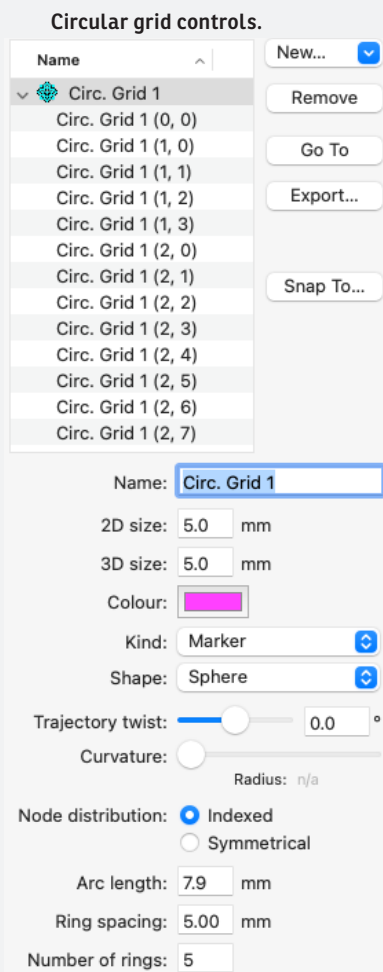 Circular grid controls.
Name
New...
Circ. Grid 1
Remove
Circ. Grid 1 (0, 0)
Circ. Grid 1 (1, 0)
Go To
Circ. Grid 1 (1, 1)
Circ. Grid 1 (1, 2)
Export...
Circ. Grid 1 (1, 3)
Circ. Grid 1 (2, 0)
Circ. Grid 1 (2, 1)
Snap To...
Circ. Grid 1 (2, 2)
Circ. Grid 1 (2, 3)
Circ. Grid 1 (2, 4)
Circ. Grid 1 (2, 5)
Circ. Grid 1 (2, 6)
Circ. Grid 1 (2, 7)
Name: Circ. Grid 1
2D size: 5.0 mm
3D size: 5.0 mm
Colour:
Kind: Marker
Shape: Sphere
Trajectory twist: 0.0 °
Curvature:
Radius: n/a
Node distribution: Indexed
Symmetrical
Arc length: 7.9 mm
Ring spacing: 5.00 mm
Number of rings: 5